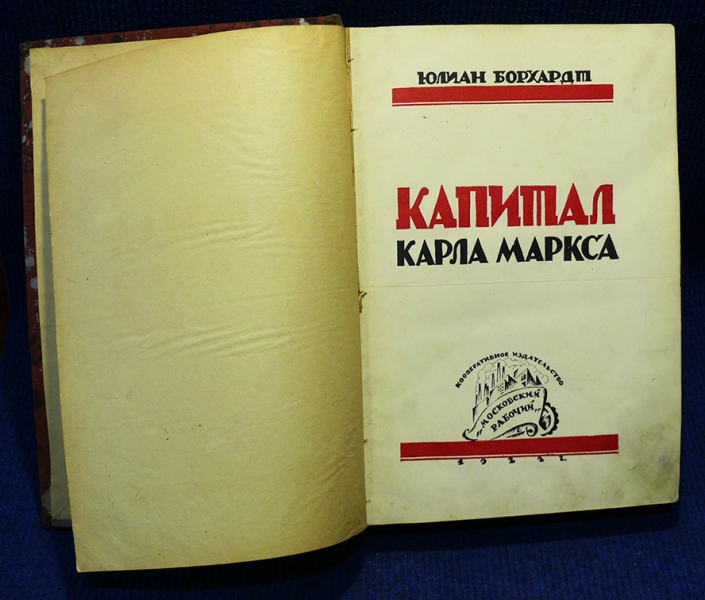 ЮЛИАН БОРХАРДТ
КАПИТАЛ
КАРЛА МАРКСА
КООПЕРАТИВНОЕ ИЗДАТЕЛЬСТВО
„МОСКОВСКИЙ
РАБОЧИЙ”